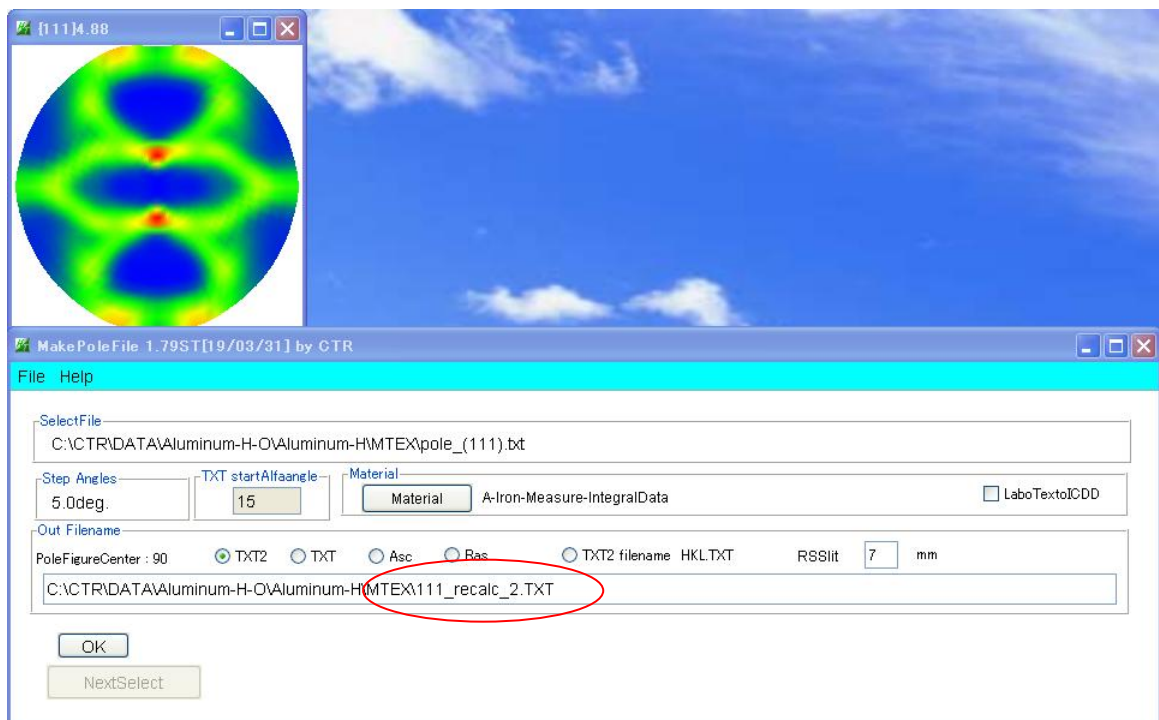 [111]4.88
MakePoleFile 1.79ST[19/03/31] by CTR
File Help
SelectFile
C:\CTR\DATA\Aluminum-H-O\Aluminum-H\MTEX\pole_(111).txt
Step Angles TXT startAlfaangle Material
5.0deg. 15 Material A-Iron-Measure-IntegralData LaboTextoICDD
Out Filename
PoleFigureCenter : 90 TXT2 TXT Asc Ras TXT2 filename HKL.TXT RSSlit 7 mm
C:\CTR\DATA\Aluminum-H-O\Aluminum-H\MTEX\111_recalc_2.TXT
OK
NextSelect